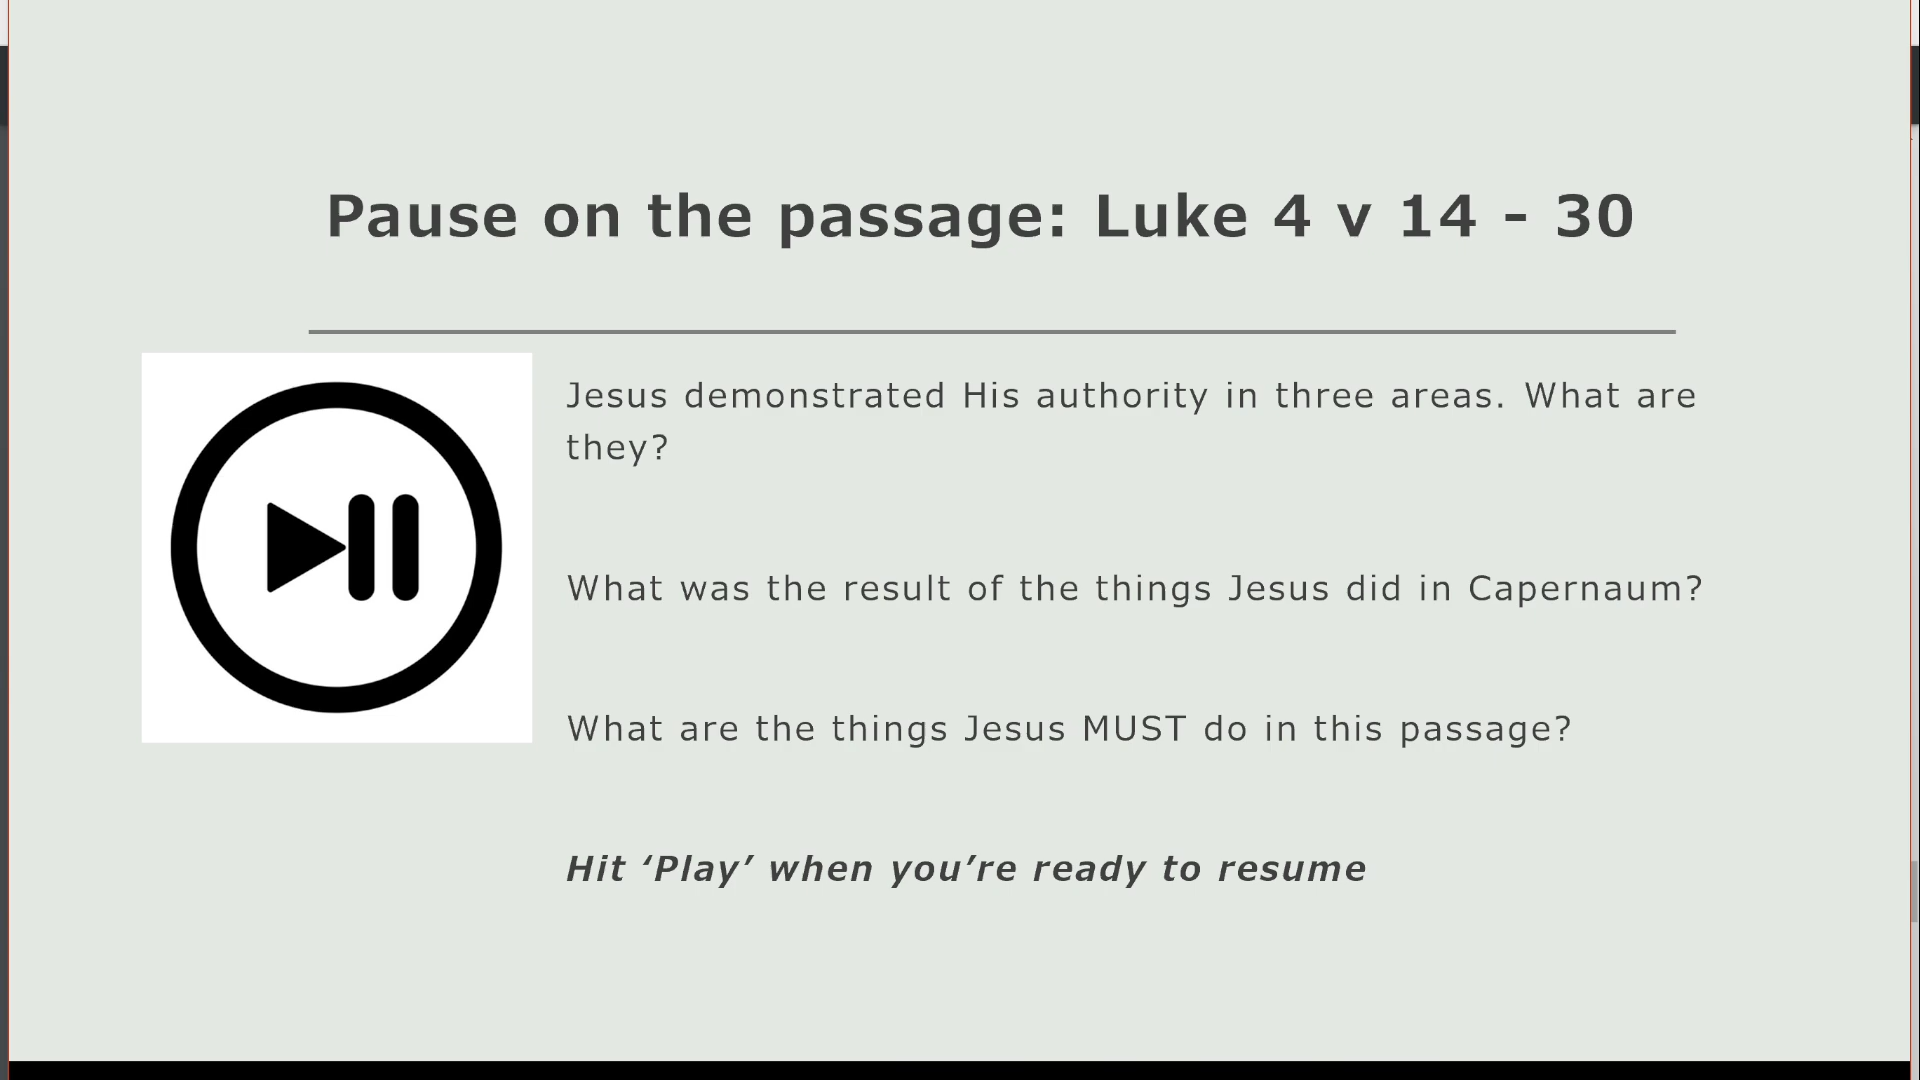 Pause on the passage: Luke 4 v 14 - 30
Jesus demonstrated His authority in three areas. What are
they?
What was the result of the things Jesus did in Capernaum?
What are the things Jesus MUST do in this passage?
Hit ‘Play’ when you’re ready to resume